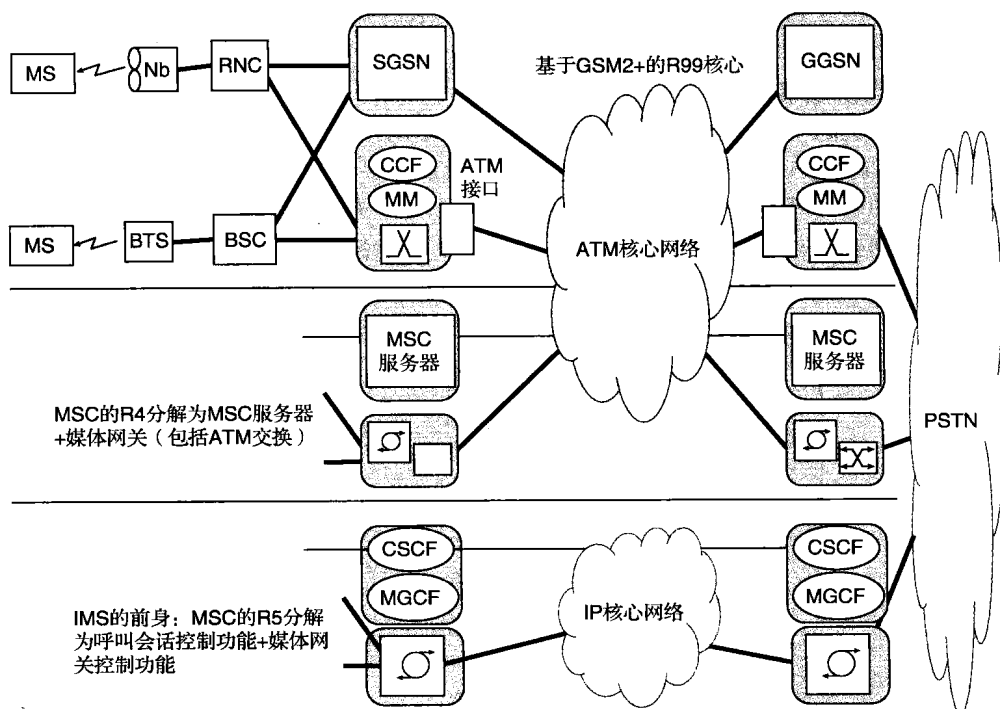 MS
Nb
RNC
SGSN
基于GSM2+的R99核心
GGSN
CCF
MM
ATM
接口
CCF
MM
MS
BTS
BSC
ATM核心网络
MSC
服务器
MSC
服务器
MSC的R4分解为MSC服务器
+媒体网关（包括ATM交换）
PSTN
CSCF
MGCF
CSCF
MGCF
IMS的前身：MSC的R5分解
为呼叫会话控制功能+媒体网
关控制功能
IP核心网络